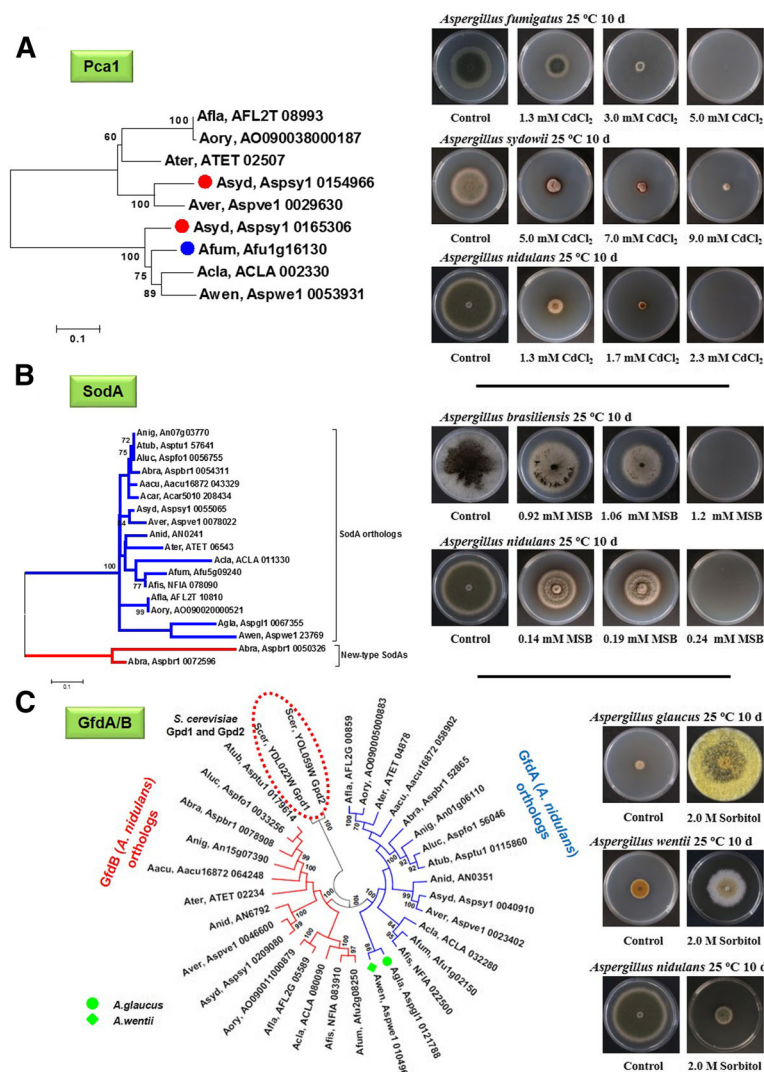 A
Pca1
100
Afla, AFL2T 08993
60
Aory, AO090038000187
Ater, ATET 02507
Asyd, Aspsy1 0154966
100
Aver, Aspve1 0029630
Asyd, Aspsy1 0165306
100
Afum, Afu1g16130
75
Acla, ACLA 002330
89
Awen, Aspwe1 0053931
0.1
Aspergillus fumigatus 25 ºC 10 d
Control 1.3 mM CdCl2 3.0 mM CdCl2 5.0 mM CdCl2
Aspergillus sydowii 25 ºC 10 d
Control 5.0 mM CdCl2 7.0 mM CdCl2 9.0 mM CdCl2
Aspergillus nidulans 25 ºC 10 d
Control 1.3 mM CdCl2 1.7 mM CdCl2 2.3 mM CdCl2
B
SodA
Anig, An07g03770
72
Atub, Asptu1 57641
75
Aluc, Aspfo1 0056755
Abra, Aspbr1 0054311
Aacu, Aacu16872 043329
Acar, Acar5010 208434
Asyd, Aspsy1 0055065
Aver, Aspve1 0078022
Anid, AN0241
Ater, ATET 06543
100
Acla, ACLA 011330
Afum, Afu5g09240
77
Afis, NFIA 078090
Afla, AFL2T 10810
99
Aory, AO090020000521
Agla, Aspgl1 0067355
Awen, Aspwe1 23769
SodA orthologs
Abra, Aspbr1 0050326
Abra, Aspbr1 0072596
New-type SodAs
0.1
Aspergillus brasiliensis 25 ºC 10 d
Control 0.92 mM MSB 1.06 mM MSB 1.2 mM MSB
Aspergillus nidulans 25 ºC 10 d
Control 0.14 mM MSB 0.19 mM MSB 0.24 mM MSB
C
GfdA/B
S. cerevisiae
Gpd1 and Gpd2
Scer, YDL022W Gpd1
Scer, YOL059W Gpd2
GfdB (A. nidulans)
orthologs
Atub, Asptu1 0179614
Aluc, Aspfo1 0033256
Abra, Aspbr1 0078908
Anig, An15g07390
Aacu, Aacu16872 064248
Ater, ATET 02234
Anid, AN6792
Aver, Aspve1 0046600
Asyd, Aspsy1 0209080
Aory, AO090011000879
Afla, AFL2G 05589
Acla, ACLA 080090
Afis, NFIA 083910
Afum, Afu2g08250
GfdA (A. nidulans)
orthologs
Afla, AFL2G 00859
Aory, AO090005000883
Ater, ATET 04878
Aacu, Aacu16872 058902
Abra, Aspbr1 52865
Anig, An01g06110
Aluc, Aspfo1 56046
Atub, Asptu1 0115860
Anid, AN0351
Asyd, Aspsy1 0040910
Aver, Aspve1 0023402
Acla, ACLA 032280
Afum, Afu1g02150
Afis, NFIA 022500
Agla, Aspgl1 0121788
Awen, Aspwe1
A.glaucus
A.wentii
Aspergillus glaucus 25 ºC 10 d
Control 2.0 M Sorbitol
Aspergillus wentii 25 ºC 10 d
Control 2.0 M Sorbitol
Aspergillus nidulans 25 ºC 10 d
Control 2.0 M Sorbitol